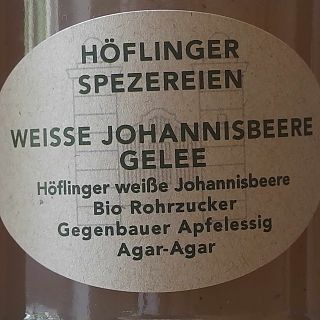 HÖFLINGER
SPEZEREIEN
WEISSE JOHANNISBEERE
GELEE
Höflinger weiße Johannisbeere
Bio Rohrzucker
Gegenbauer Apfelessig
Agar-Agar